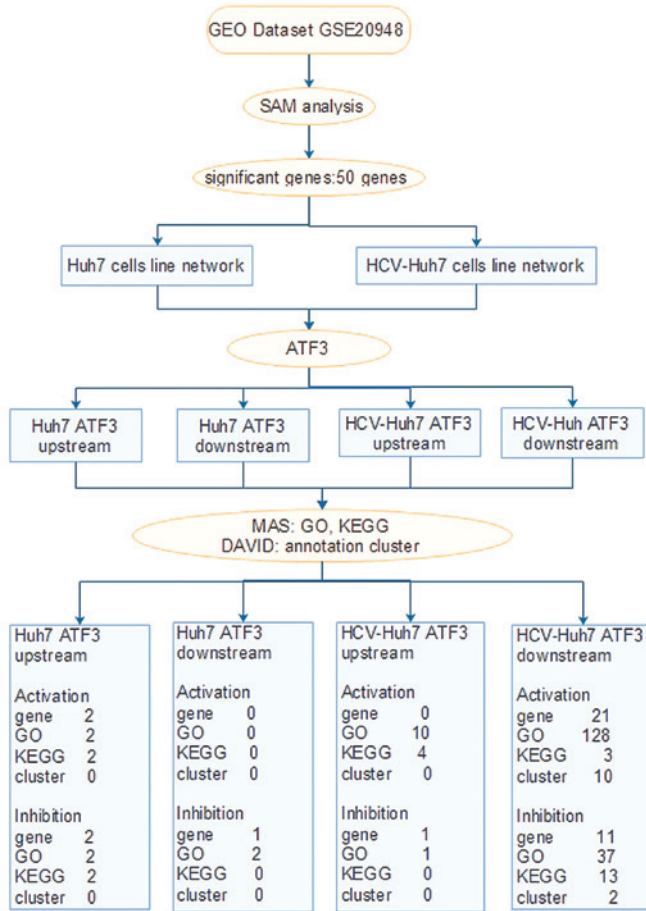 GEO Dataset GSE20948
SAM analysis
significant genes:50 genes
Huh7 cells line network
HCV-Huh7 cells line network
ATF3
Huh7 ATF3
upstream
Huh7 ATF3
downstream
HCV-Huh7 ATF3
upstream
HCV-Huh ATF3
downstream
MAS: GO, KEGG
DAVID: annotation cluster
Huh7 ATF3
upstream
Activation
gene 2
GO 2
KEGG 2
cluster 0
Inhibition
gene 2
GO 2
KEGG 2
cluster 0
Huh7 ATF3
downstream
Activation
gene 0
GO 0
KEGG 0
cluster 0
Inhibition
gene 1
GO 2
KEGG 0
cluster 0
HCV-Huh7 ATF3
upstream
Activation
gene 0
GO 10
KEGG 4
cluster 0
Inhibition
gene 1
GO 1
KEGG 0
cluster 0
HCV-Huh7 ATF3
downstream
Activation
gene 21
GO 128
KEGG 3
cluster 10
Inhibition
gene 11
GO 37
KEGG 13
cluster 2